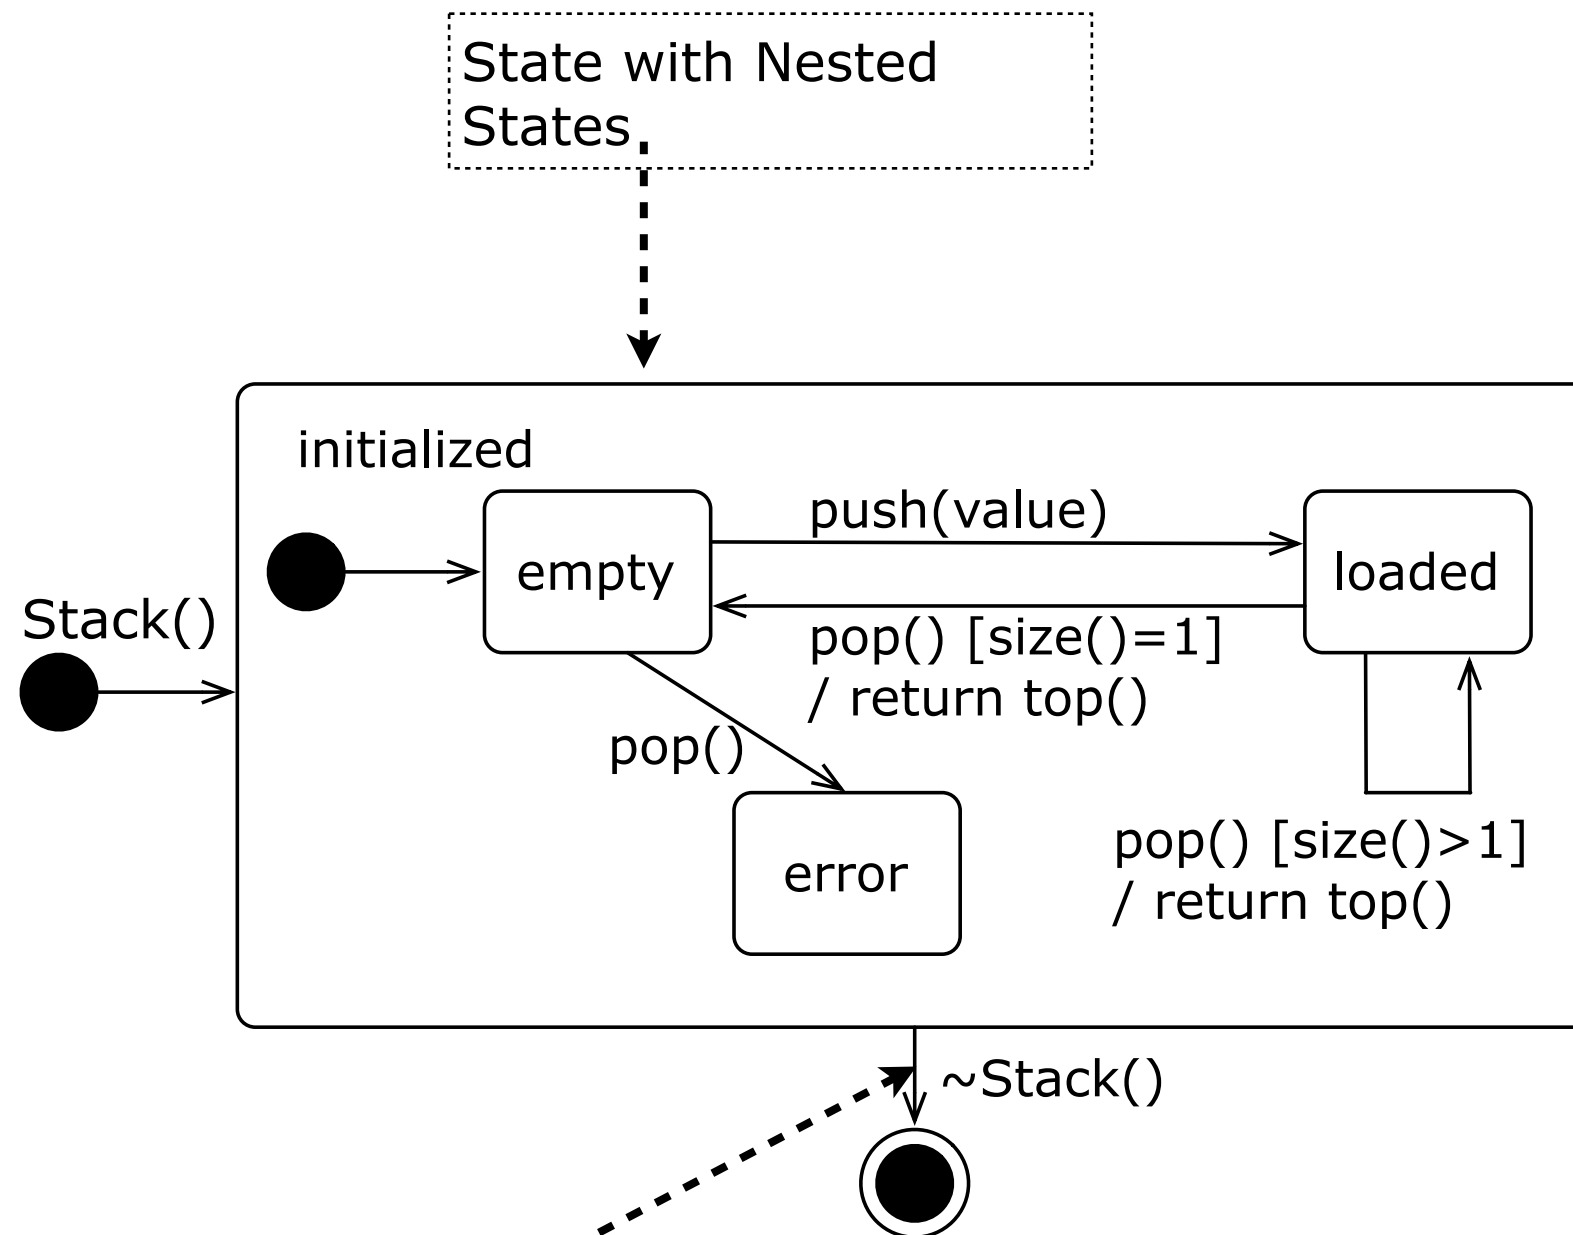 State with Nested
States
initialized
push(value)
empty
loaded
Stack()
pop() [size()=1]
/ return top()
pop()
pop() [size()>1]
/ return top()
error
~Stack()